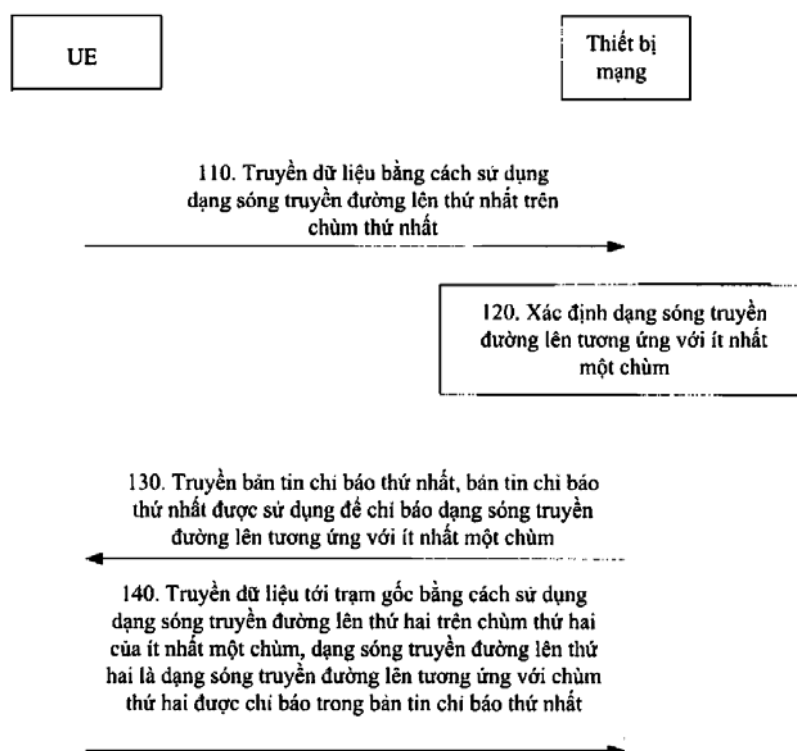 UE
Thiết bị
mạng
110. Truyền dữ liệu bằng cách sử dụng
dạng sóng truyền đường lên thứ nhất trên
chùm thứ nhất
120. Xác định dạng sóng truyền
đường lên tương ứng với ít nhất
một chùm
130. Truyền bản tin chỉ báo thứ nhất, bản tin chỉ báo
thứ nhất được sử dụng để chỉ báo dạng sóng truyền
đường lên tương ứng với ít nhất một chùm
140. Truyền dữ liệu tới trạm gốc bằng cách sử dụng
dạng sóng truyền đường lên thứ hai trên chùm thứ hai
của ít nhất một chùm, dạng sóng truyền đường lên thứ
hai là dạng sóng truyền đường lên tương ứng với chùm
thứ hai được chỉ báo trong bản tin chỉ báo thứ nhất